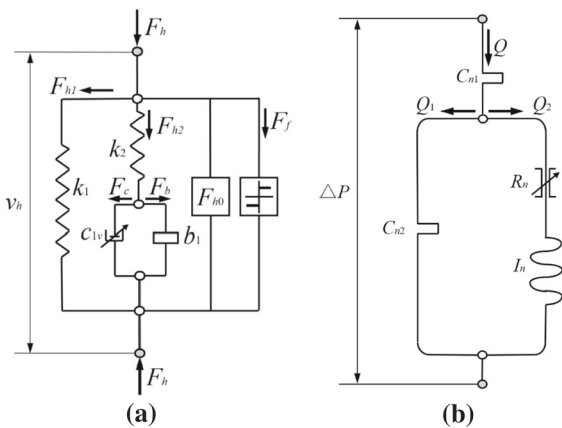 F_h
F_h1
F_h2
F_f
k_2
v_h
k_1
F_c F_b
F_h0
c_1v
b_1
F_h
(a)
Q
C_n1
Q_1 Q_2
△P
R_n
C_n2
I_n
(b)